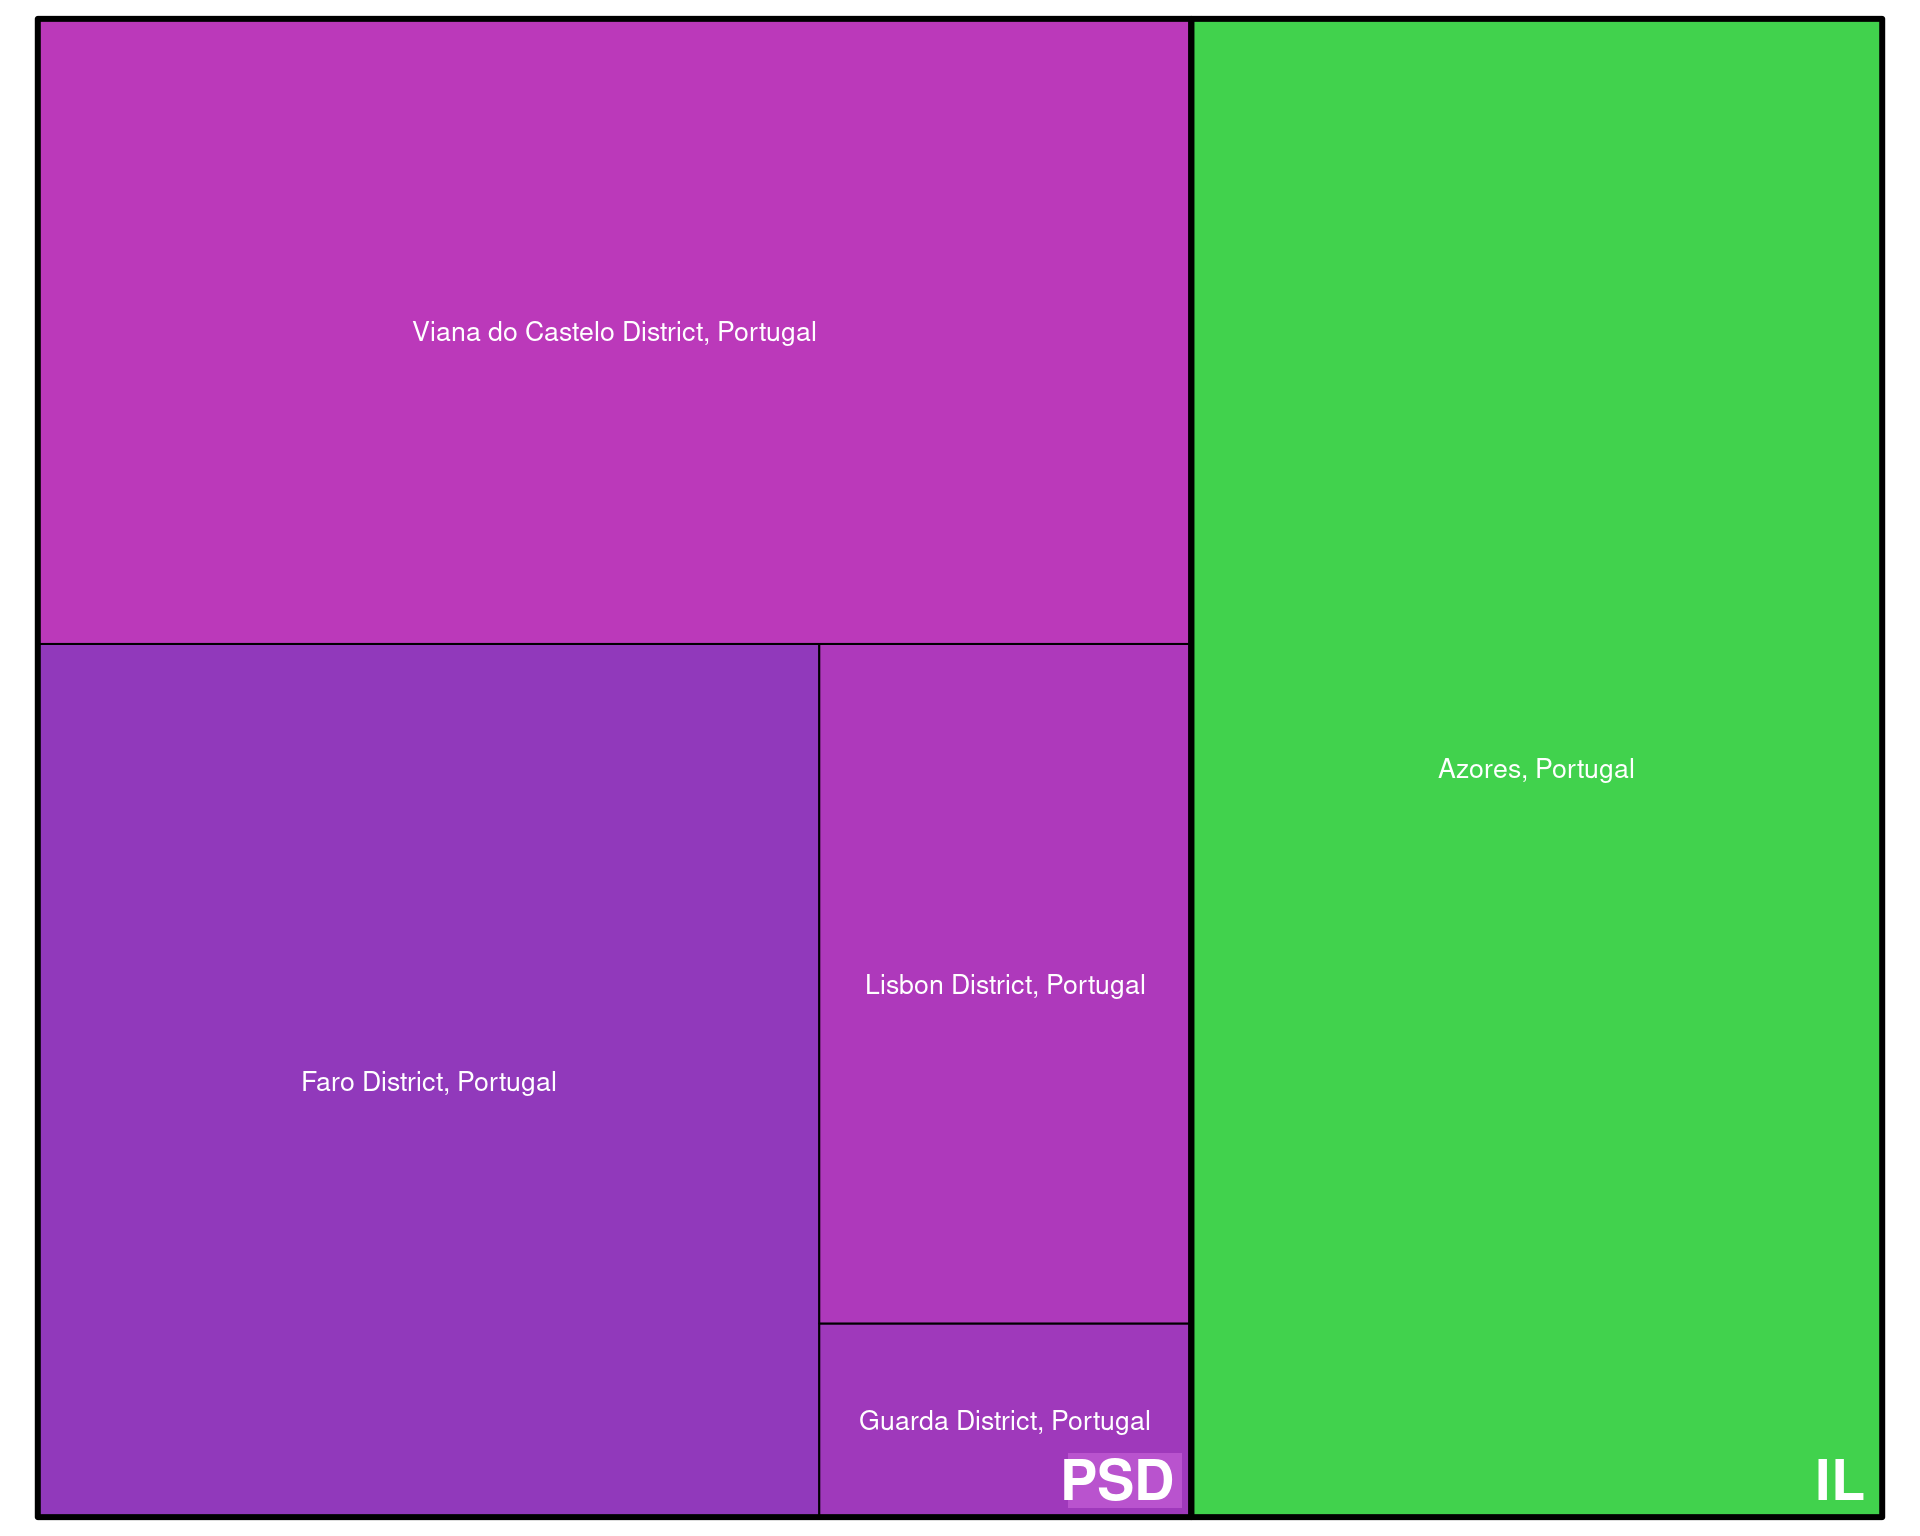 Viana do Castelo District, Portugal
Azores, Portugal
Lisbon District, Portugal
Faro District, Portugal
Guarda District, Portugal
PSD
IL